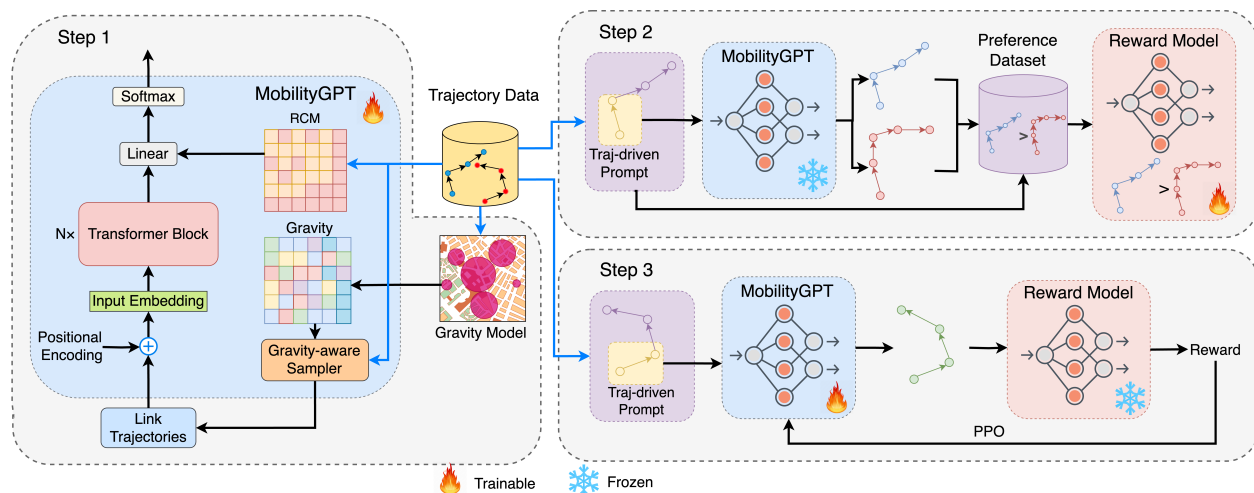 Step 1
Softmax
MobilityGPT
RCM
Linear
N×
Transformer Block
Gravity
Input Embedding
Positional
Encoding
Gravity-aware
Sampler
Link
Trajectories
Trajectory Data
Gravity Model
Step 2
Traj-driven
Prompt
MobilityGPT
Preference
Dataset
>
Reward Model
>
Step 3
Traj-driven
Prompt
MobilityGPT
Reward Model
Reward
PPO
Trainable
Frozen